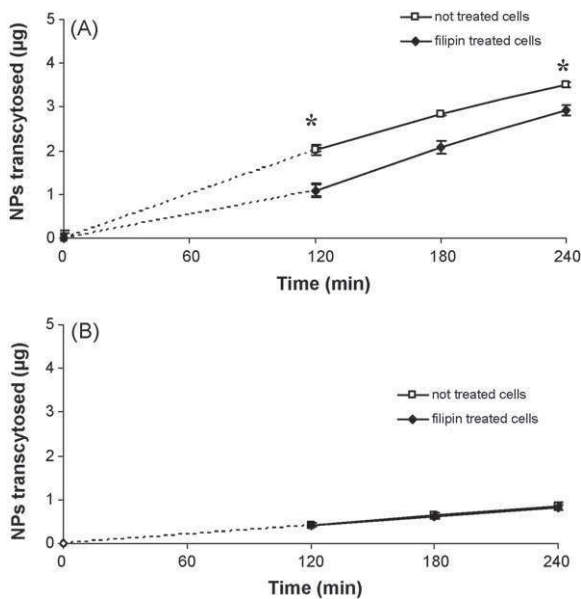 (A)
not treated cells
filipin treated cells
NPs transcytosed (µg)
5
4
3
2
1
0
*
*
0
60
120
180
240
Time (min)
(B)
not treated cells
filipin treated cells
NPs transcytosed (µg)
5
4
3
2
1
0
0
60
120
180
240
Time (min)